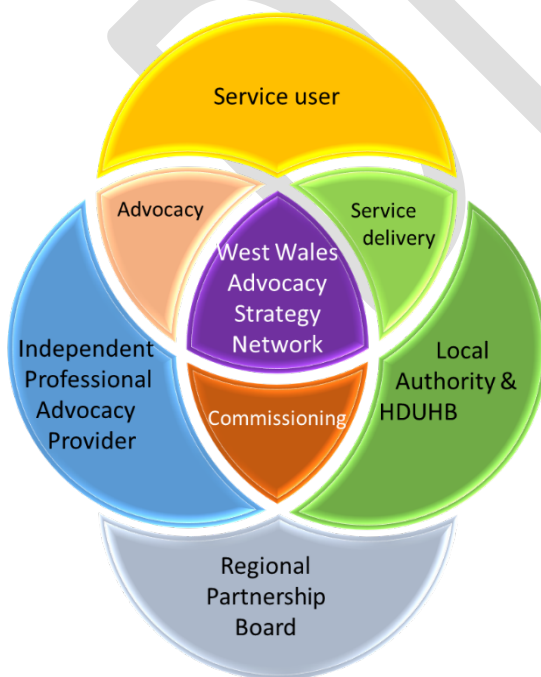 Service user
Advocacy
Service
delivery
West Wales
Advocacy
Strategy
Network
Independent
Professional
Advocacy
Provider
Local
Authority &
HDUHB
Commissioning
Regional
Partnership
Board